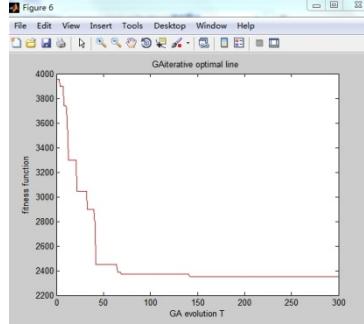 Figure 6
File Edit View Insert Tools Desktop Window Help
GAiterative optimal line
4000
3800
3600
3400
3200
3000
2800
2600
2400
2200
fitness function
0 50 100 150 200 250 300
GA evolution T